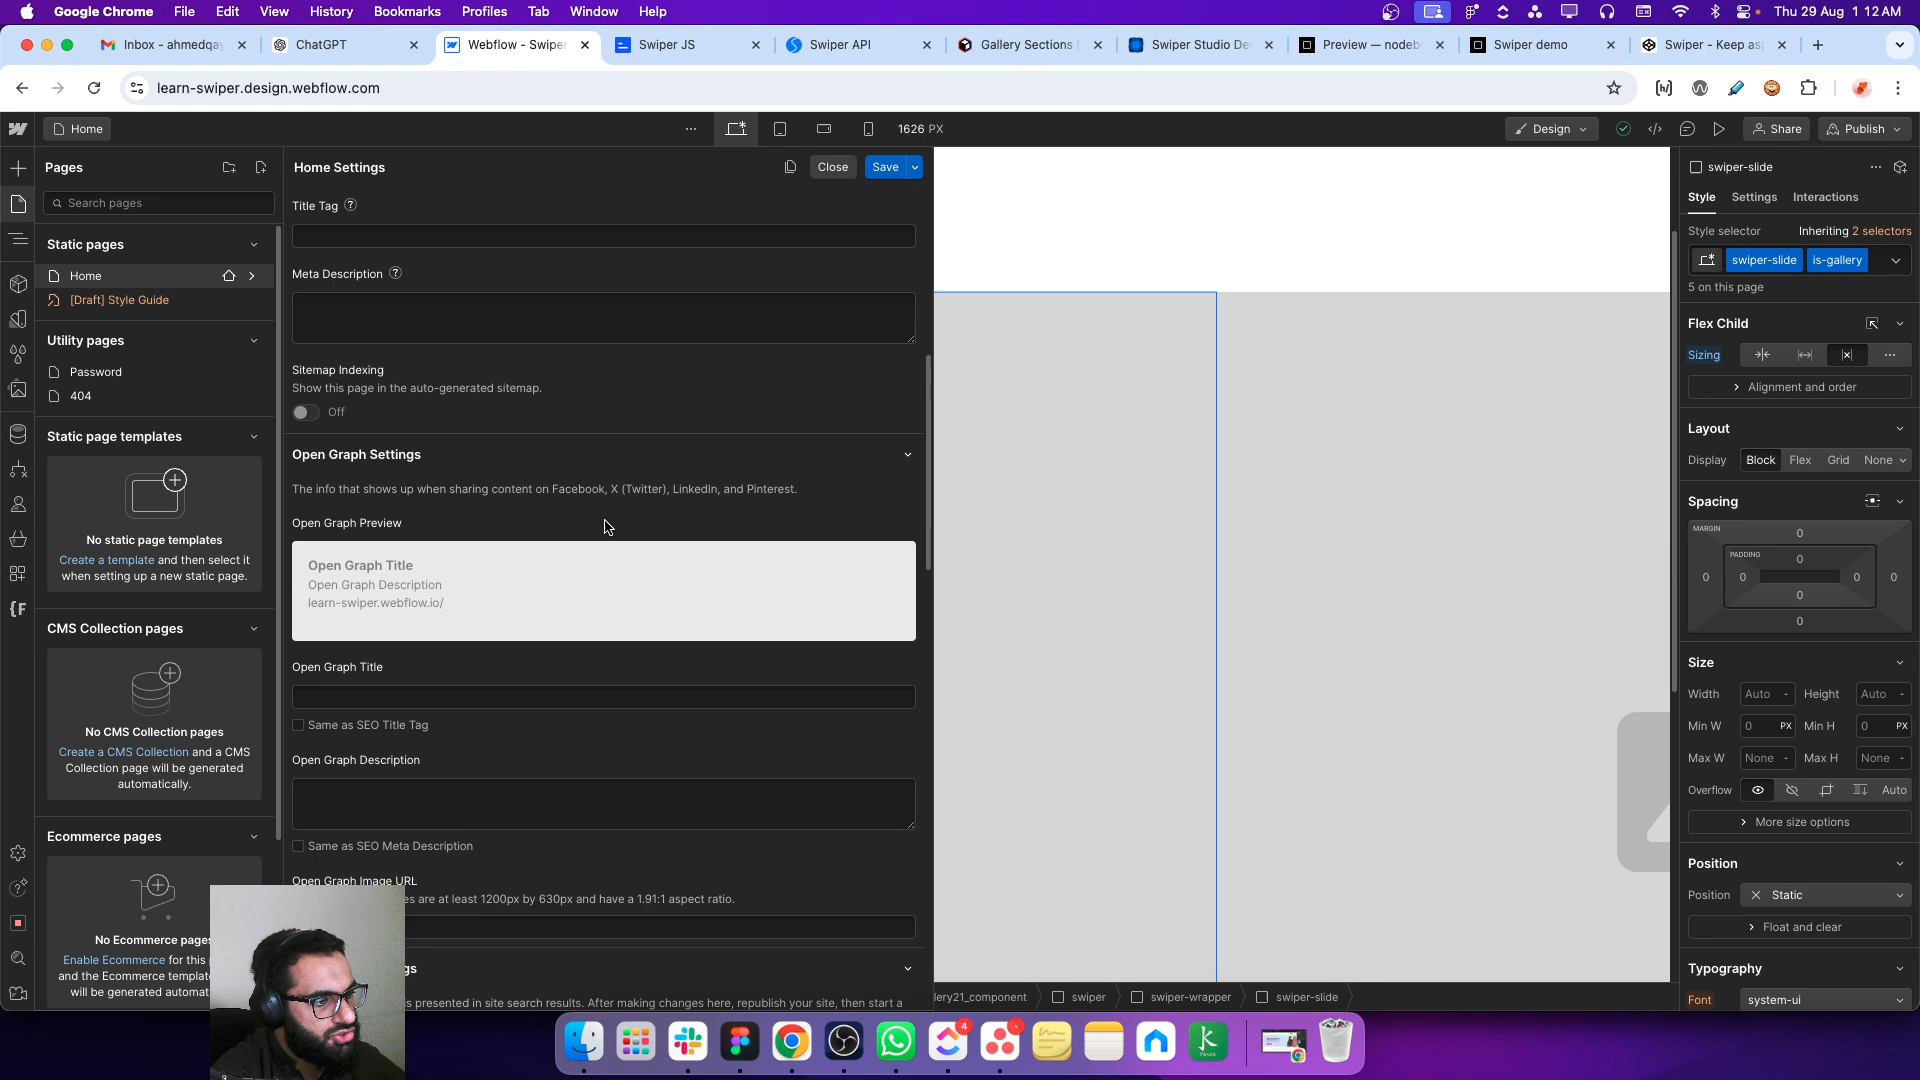 Google Chrome File Edit View History Bookmarks Profiles Tab Window Help Thu 29 Aug 1 12 AM
Inbox - ahmedqay ChatGPT Webflow - Swiper Swiper JS Swiper API Gallery Sections Swiper Studio De Preview — nodeb Swiper demo Swiper - Keep as
learn-swiper.design.webflow.com
Home 1626 PX Design Share Publish
Pages
Search pages
Static pages
Home
[Draft] Style Guide
Utility pages
Password
404
Static page templates
No static page templates
Create a template and then select it
when setting up a new static page.
CMS Collection pages
No CMS Collection pages
Create a CMS Collection and a CMS
Collection page will be generated
automatically.
Ecommerce pages
No Ecommerce pages
Enable Ecommerce for this
and the Ecommerce templat
will be generated automat
Home Settings Close Save
Title Tag
Meta Description
Sitemap Indexing
Show this page in the auto-generated sitemap.
Off
Open Graph Settings
The info that shows up when sharing content on Facebook, X (Twitter), LinkedIn, and Pinterest.
Open Graph Preview
Open Graph Title
Open Graph Description
learn-swiper.webflow.io/
Open Graph Title
Same as SEO Title Tag
Open Graph Description
Same as SEO Meta Description
Open Graph Image URL
es are at least 1200px by 630px and have a 1.91:1 aspect ratio.
gs
s presented in site search results. After making changes here, republish your site, then start a
lery21_component swiper swiper-wrapper swiper-slide
swiper-slide
Style Settings Interactions
Style selector Inheriting 2 selectors
swiper-slide is-gallery
5 on this page
Flex Child
Sizing
Alignment and order
Layout
Display Block Flex Grid None
Spacing
MARGIN
0
PADDING
0
0 0 0 0
0
0
Size
Width Auto - Height Auto -
Min W 0 PX Min H 0 PX
Max W None - Max H None -
Overflow Auto
More size options
Position
Position Static
Float and clear
Typography
Font system-ui
4
TRADE